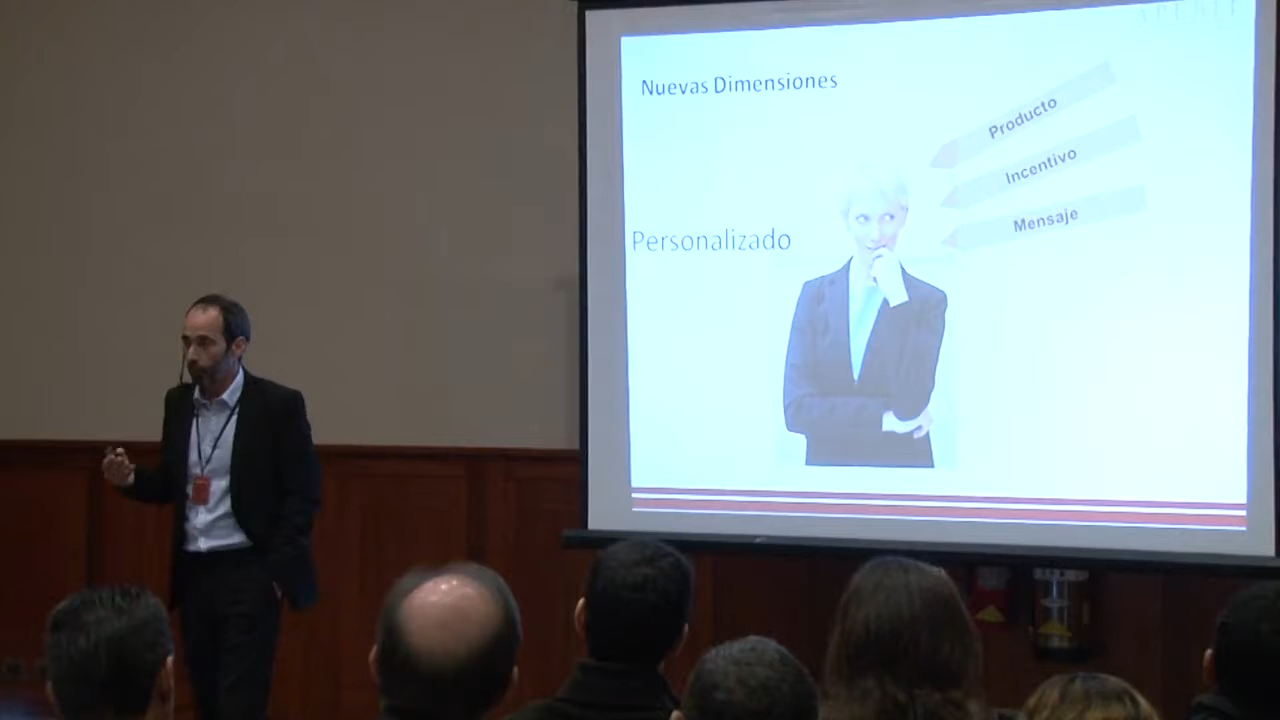 Nuevas Dimensiones
Producto
Incentivo
Mensaje
Personalizado